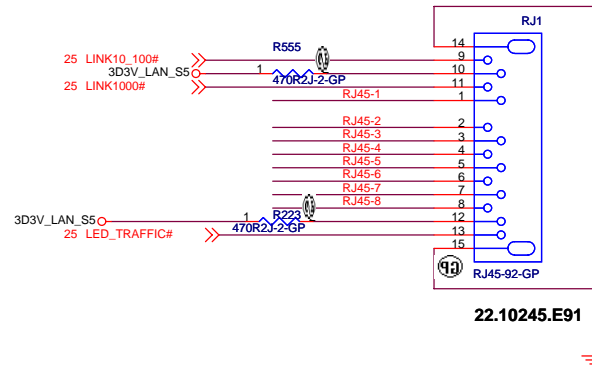 RJ1
R555
14
25 LINK10_100#
9
3D3V_LAN_S5
1
10
470R2J-2-GP
25 LINK1000#
11
RJ45-1
1
RJ45-2
2
RJ45-3
3
RJ45-4
4
RJ45-5
5
RJ45-6
6
RJ45-7
7
RJ45-8
8
3D3V_LAN_S5
1
R223
12
470R2J-2-GP
25 LED_TRAFFIC#
13
15
GP
RJ45-92-GP
22.10245.E91